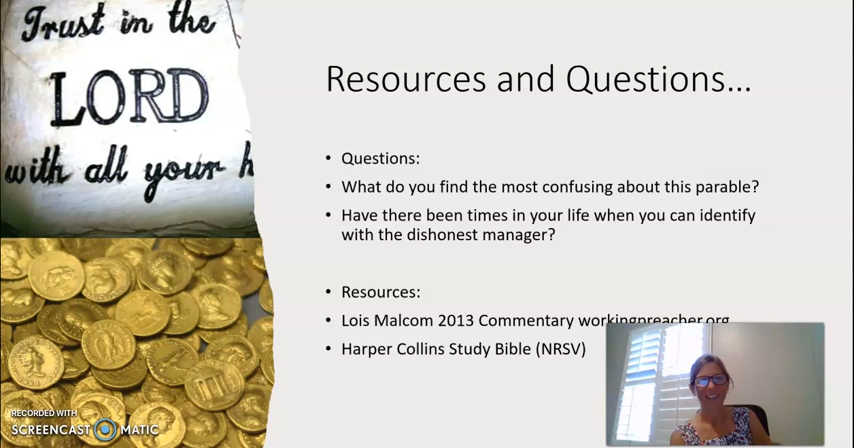 Trust in the
LORD
with all your h
Resources and Questions...
• Questions:
• What do you find the most confusing about this parable?
• Have there been times in your life when you can identify
with the dishonest manager?
• Resources:
• Lois Malcom 2013 Commentary workingpreacher.org
• Harper Collins Study Bible (NRSV)
RECORDED WITH
SCREENCAST MATIC